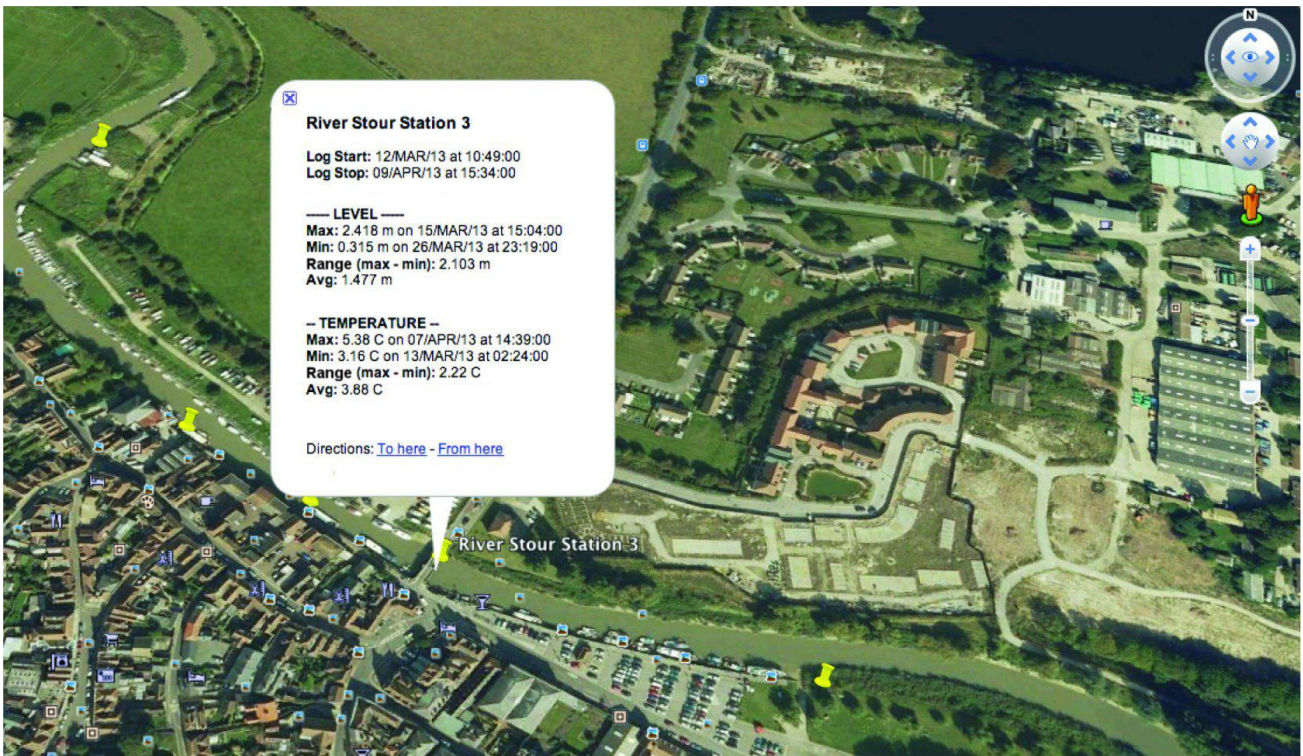 N
River Stour Station 3
Log Start: 12/MAR/13 at 10:49:00
Log Stop: 09/APR/13 at 15:34:00
----- LEVEL -----
Max: 2.418 m on 15/MAR/13 at 15:04:00
Min: 0.315 m on 26/MAR/13 at 23:19:00
Range (max - min): 2.103 m
Avg: 1.477 m
-- TEMPERATURE --
Max: 5.38 C on 07/APR/13 at 14:39:00
Min: 3.16 C on 13/MAR/13 at 02:24:00
Range (max - min): 2.22 C
Avg: 3.88 C
Directions: To here - From here
River Stour Station 3